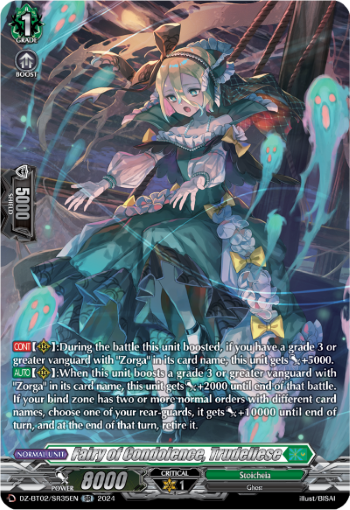 1
GRADE
BOOST
5000
SHIELD
CONT 1:During the battle this unit boosted, if you have a grade 3 or
greater vanguard with "Zorga" in its card name, this unit gets +5000.
AUTO 1:When this unit boosts a grade 3 or greater vanguard with
"Zorga" in its card name, this unit gets +2000 until end of that battle.
If your bind zone has two or more normal orders with different card
names, choose one of your rear-guards, it gets +10000 until end of
turn, and at the end of that turn, retire it.
NORMAL UNIT
Fairy of Condolence, Trudeliese
POWER
8000
CRITICAL
1
Stoicheia
Ghost
D-BT02/SR35EN SR 2024
illust/BISAI